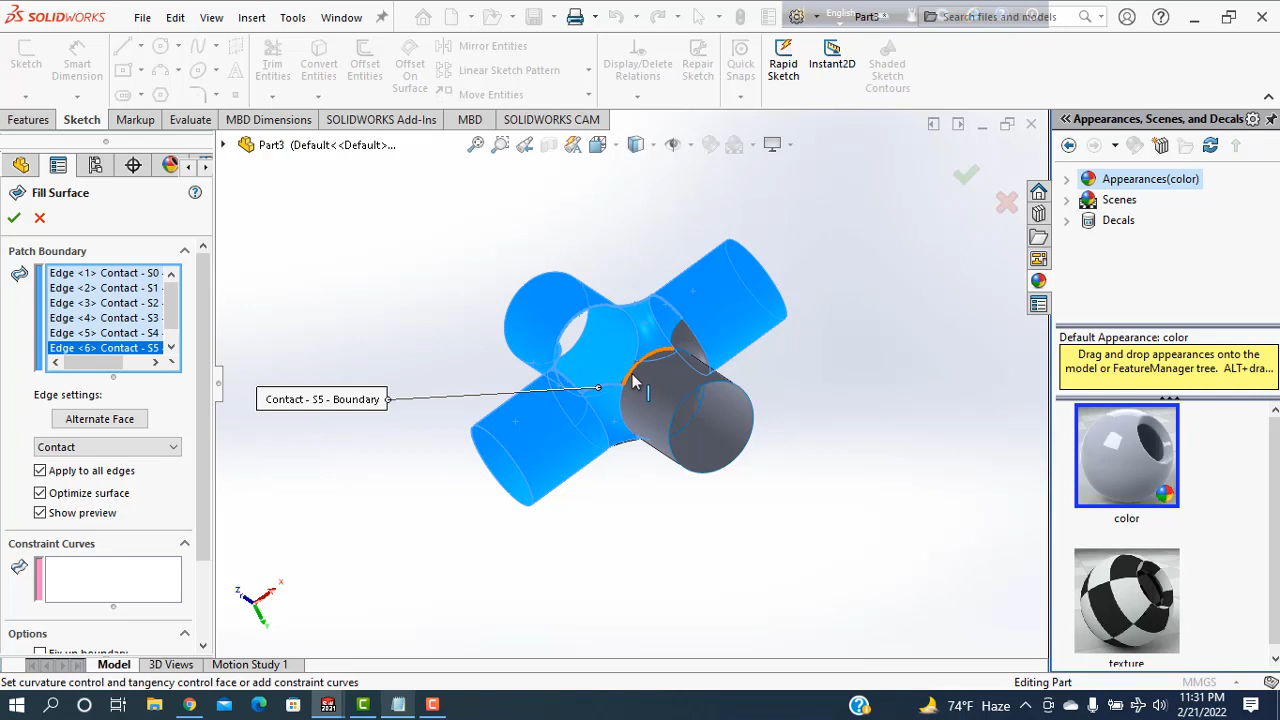 SOLIDWORKS
File
Edit
View
Insert
Tools
Window
English
Part3
Search files and models
Sketch
Smart Dimension
Trim Entities
Convert Entities
Offset Entities
Offset On Surface
Mirror Entities
Linear Sketch Pattern
Move Entities
Display/Delete Relations
Repair Sketch
Quick Snaps
Rapid Sketch
Instant2D
Shaded Sketch Contours
Features
Sketch
Markup
Evaluate
MBD Dimensions
SOLIDWORKS Add-Ins
MBD
SOLIDWORKS CAM
Part3 (Default<<Default>...
Fill Surface
Patch Boundary
Edge <1> Contact - S0
Edge <2> Contact - S1
Edge <3> Contact - S2
Edge <4> Contact - S3
Edge <5> Contact - S4
Edge <6> Contact - S5
Edge settings:
Alternate Face
Contact
Apply to all edges
Optimize surface
Show preview
Constraint Curves
Options
Contact - S5 - Boundary
z
x
y
Appearances, Scenes, and Decals
Appearances(color)
Scenes
Decals
Default Appearance: color
Drag and drop appearances onto the
model or FeatureManager tree. ALT+dra...
color
texture
Model
3D Views
Motion Study 1
Set curvature control and tangency control face or add constraint curves
Editing Part
MMGS
2021
74°F Haze
11:31 PM
2/21/2022